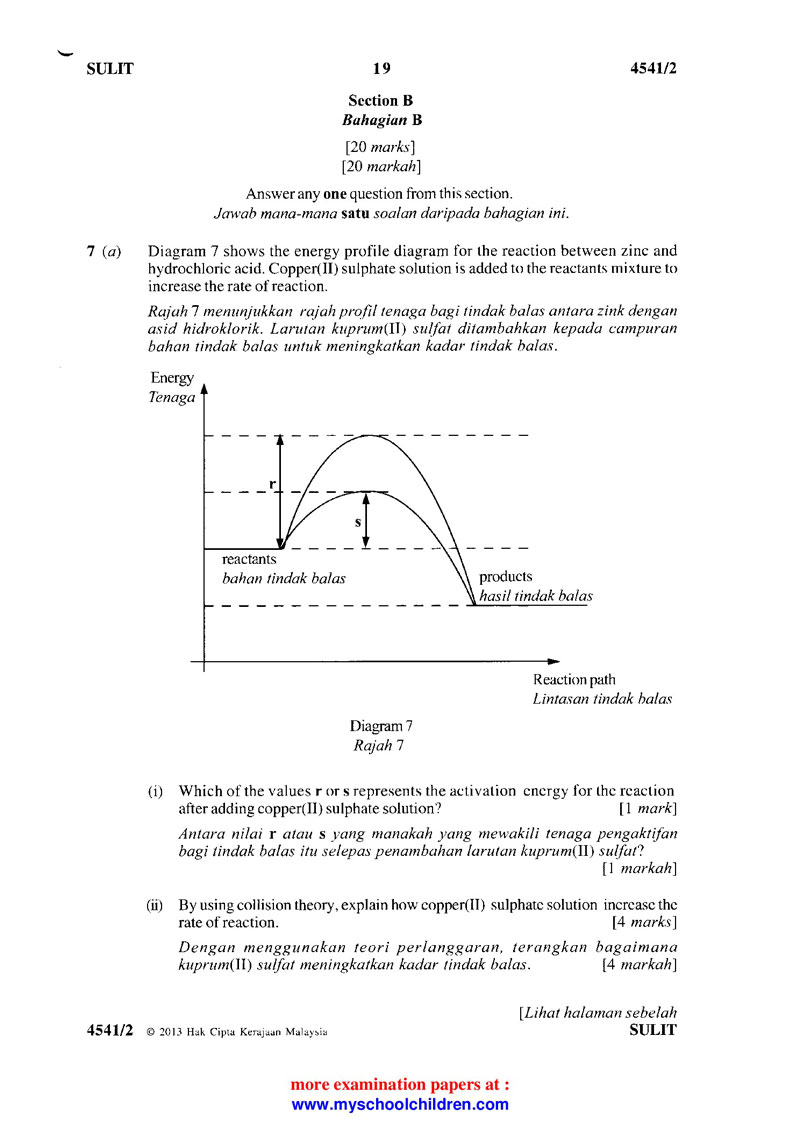 SULIT 19 4541/2
Section B
Bahagian B
[20 marks]
[20 markah]
Answer any one question from this section.
Jawab mana-mana satu soalan daripada bahagian ini.
7 (a) Diagram 7 shows the energy profile diagram for the reaction between zinc and
hydrochloric acid. Copper(II) sulphate solution is added to the reactants mixture to
increase the rate of reaction.
Rajah 7 menunjukkan rajah profil tenaga bagi tindak balas antara zink dengan
asid hidroklorik. Larutan kuprum(II) sulfat ditambahkan kepada campuran
bahan tindak balas untuk meningkatkan kadar tindak balas.
Energy
Tenaga
r
s
reactants
bahan tindak balas
products
hasil tindak balas
Reaction path
Lintasan tindak balas
Diagram 7
Rajah 7
(i) Which of the values r or s represents the activation energy for the reaction
after adding copper(II) sulphate solution? [1 mark]
Antara nilai r atau s yang manakah yang mewakili tenaga pengaktifan
bagi tindak balas itu selepas penambahan larutan kuprum(II) sulfat?
[1 markah]
(ii) By using collision theory, explain how copper(II) sulphate solution increase the
rate of reaction. [4 marks]
Dengan menggunakan teori perlanggaran, terangkan bagaimana
kuprum(II) sulfat meningkatkan kadar tindak balas. [4 markah]
[Lihat halaman sebelah
4541/2 © 2013 Hak Cipta Kerajaan Malaysia SULIT
more examination papers at :
www.myschoolchildren.com